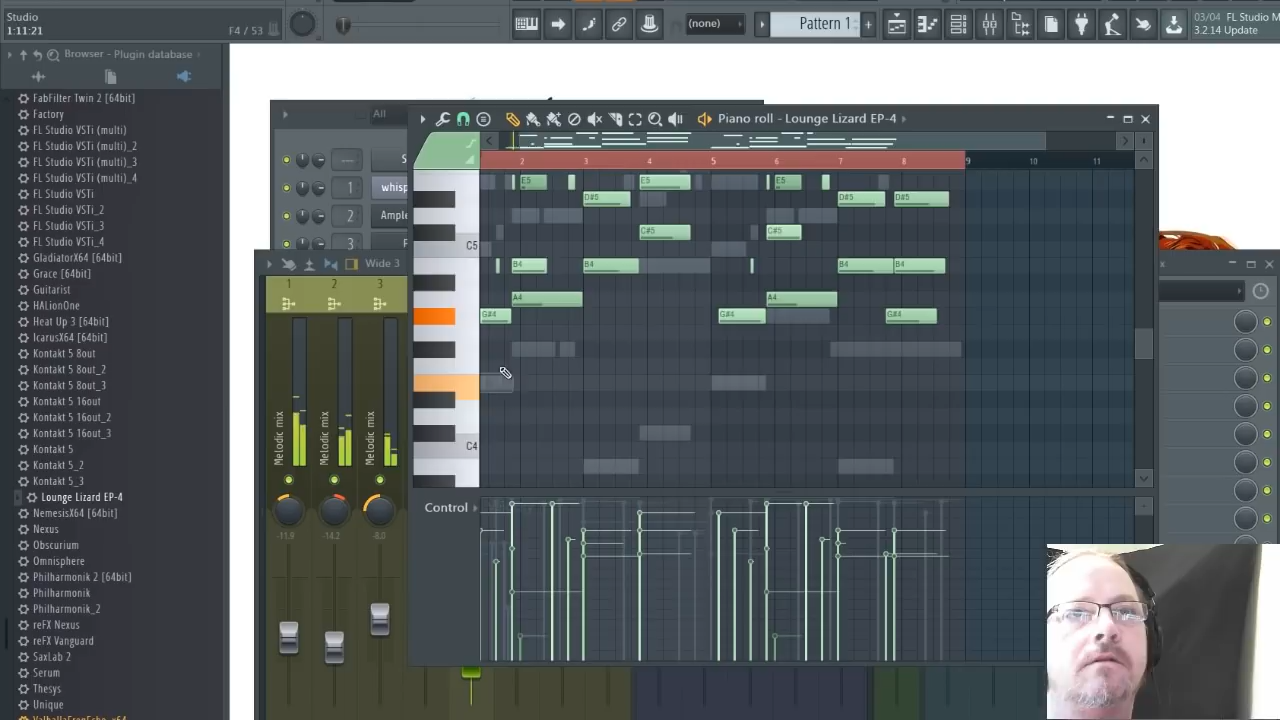 Studio
1:11:21
F4 / 53
(none)
Pattern 1
03/04 FL Studio M
3.2.14 Update
Browser - Plugin database
FabFilter Twin 2 [64bit]
Factory
FL Studio VSTi (multi)
FL Studio VSTi (multi)_2
FL Studio VSTi (multi)_3
FL Studio VSTi (multi)_4
FL Studio VSTi
FL Studio VSTi_2
FL Studio VSTi_3
FL Studio VSTi_4
GladiatorX64 [64bit]
Grace [64bit]
Guitarist
HALionOne
Heat Up 3 [64bit]
IcarusX64 [64bit]
Kontakt 5 8out
Kontakt 5 8out_2
Kontakt 5 8out_3
Kontakt 5 16out
Kontakt 5 16out_2
Kontakt 5 16out_3
Kontakt 5
Kontakt 5_2
Kontakt 5_3
Lounge Lizard EP-4
NemesisX64 [64bit]
Nexus
Obscurium
Omnisphere
Philharmonik 2 [64bit]
Philharmonik
Philharmonik_2
reFX Nexus
reFX Vanguard
SaxLab 2
Serum
Thesys
Unique
All
S
1 whisp
2 Ample
3
Wide 3
1 2 3
Melodic mix
Melodic mix
Melodic mix
-11.9 -14.2 -8.0
Piano roll - Lounge Lizard EP-4
2 3 4 5 6 7 8 9 10 11
E5 E5 E5
D#5 D#5 D#5
C#5 C#5
C5
B4 B4 B4 B4
A4 A4
G#4 G#4 G#4
C4
Control